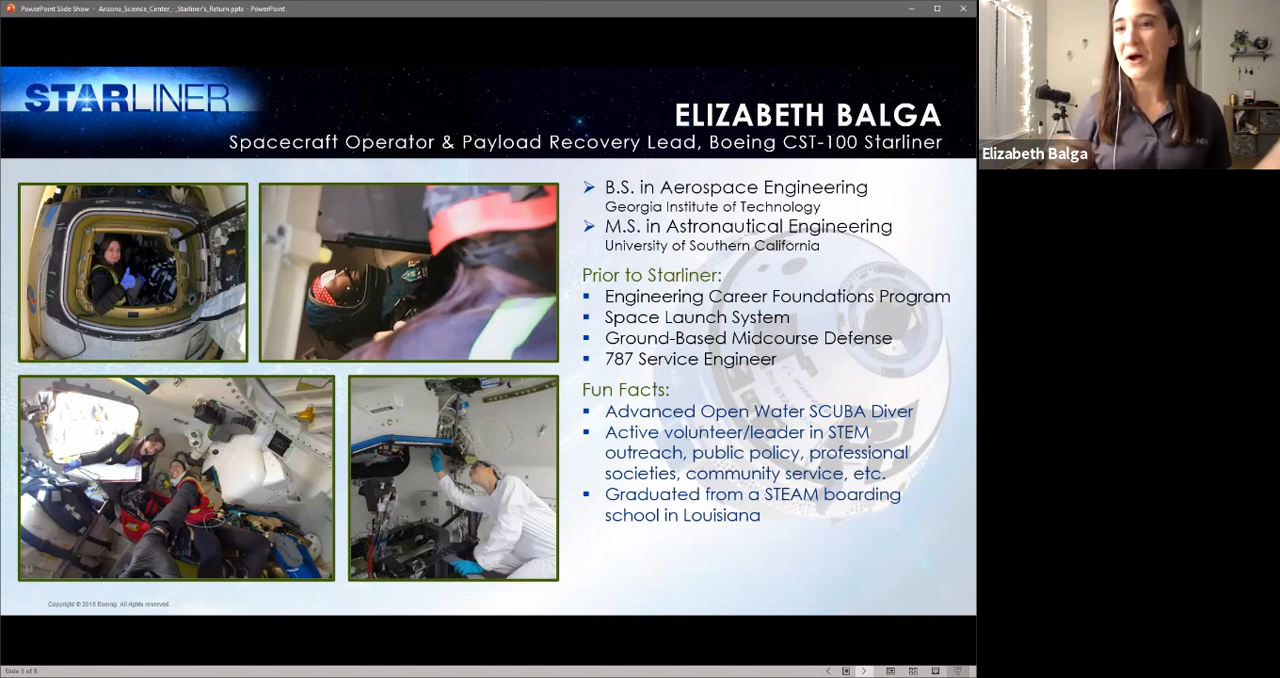 PowerPoint Slide Show - Arizona_Science_Center_-_Starliner's_Return.pptx - PowerPoint
STARLINER
ELIZABETH BALGA
Spacecraft Operator & Payload Recovery Lead, Boeing CST-100 Starliner
Elizabeth Balga
B.S. in Aerospace Engineering
Georgia Institute of Technology
M.S. in Astronautical Engineering
University of Southern California
Prior to Starliner:
Engineering Career Foundations Program
Space Launch System
Ground-Based Midcourse Defense
787 Service Engineer
Fun Facts:
Advanced Open Water SCUBA Diver
Active volunteer/leader in STEM
outreach, public policy, professional
societies, community service, etc.
Graduated from a STEAM boarding
school in Louisiana
Copyright © 2016 Boeing. All rights reserved.